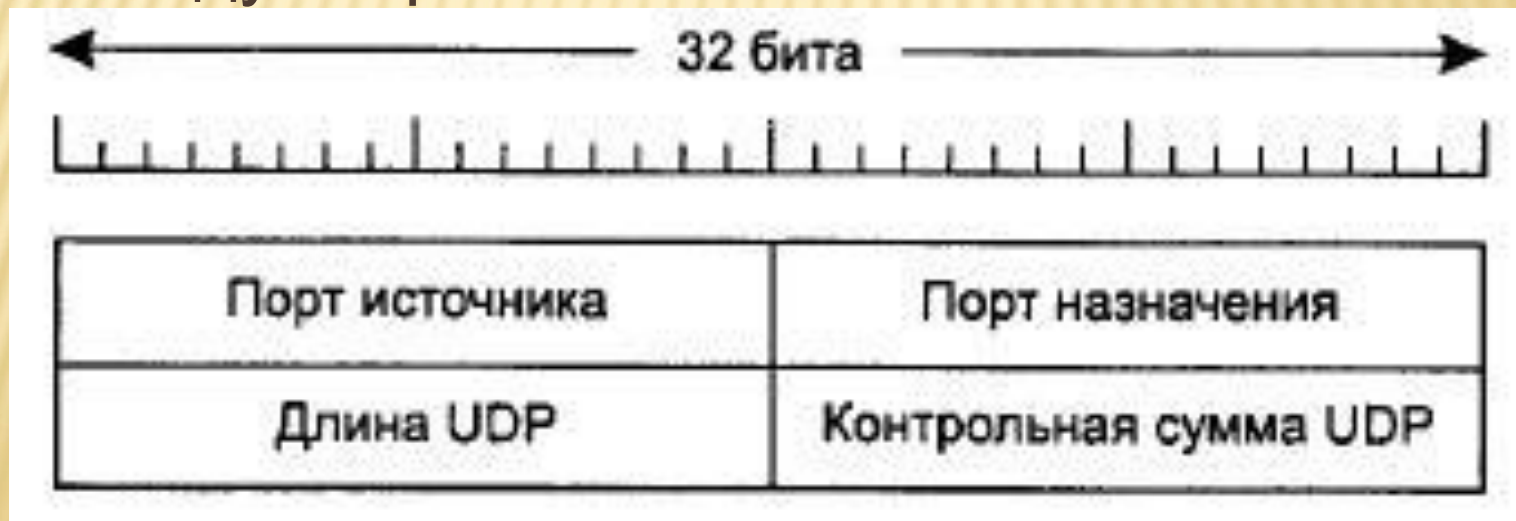 32 бита
Порт источника Порт назначения
Длина UDP Контрольная сумма UDP